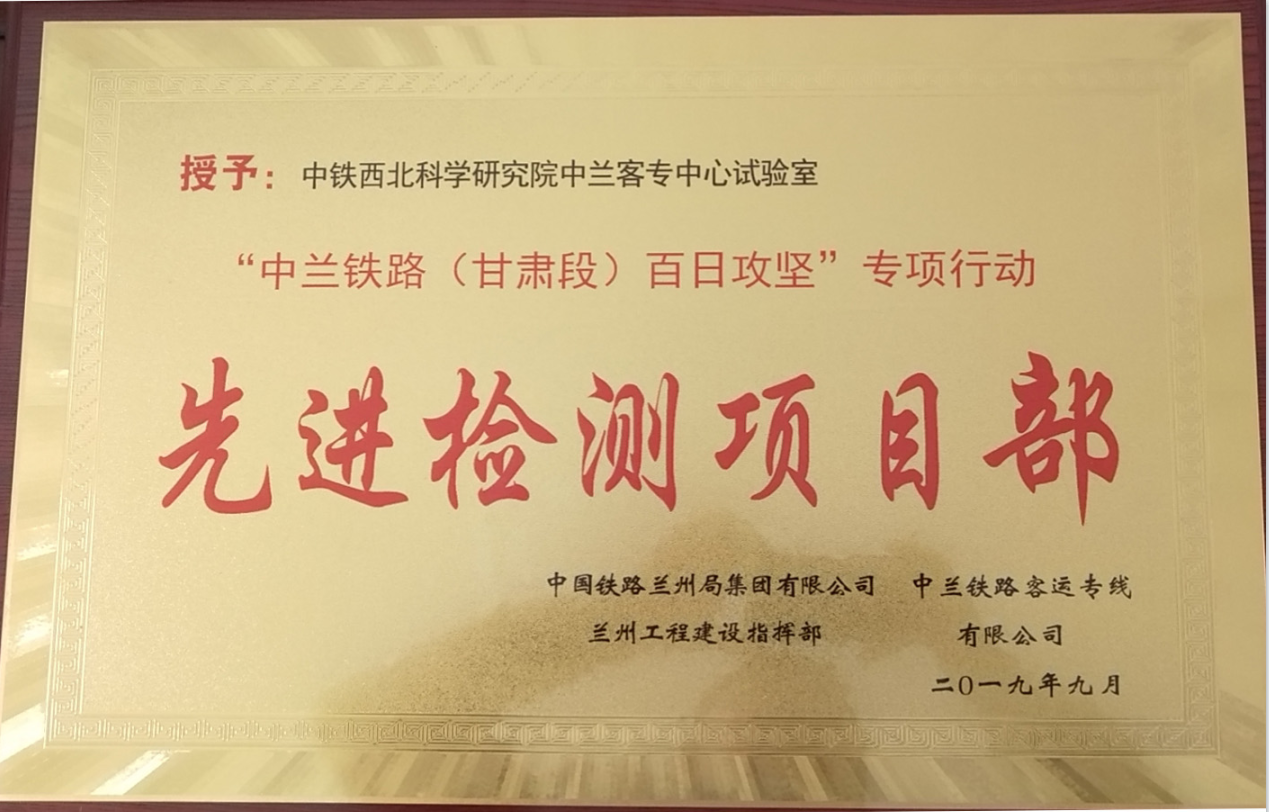 授予：中铁西北科学研究院中兰客专中心试验室
“中兰铁路（甘肃段）百日攻坚”专项行动
先进检测项目部
中国铁路兰州局集团有限公司 中兰铁路客运专线
兰州工程建设指挥部 有限公司
二0一九年九月